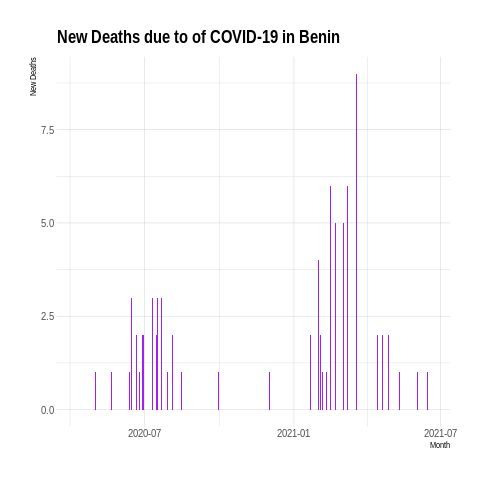 New Deaths due to of COVID-19 in Benin
New Deaths
7.5
5.0
2.5
0.0
2020-07
2021-01
2021-07
Month